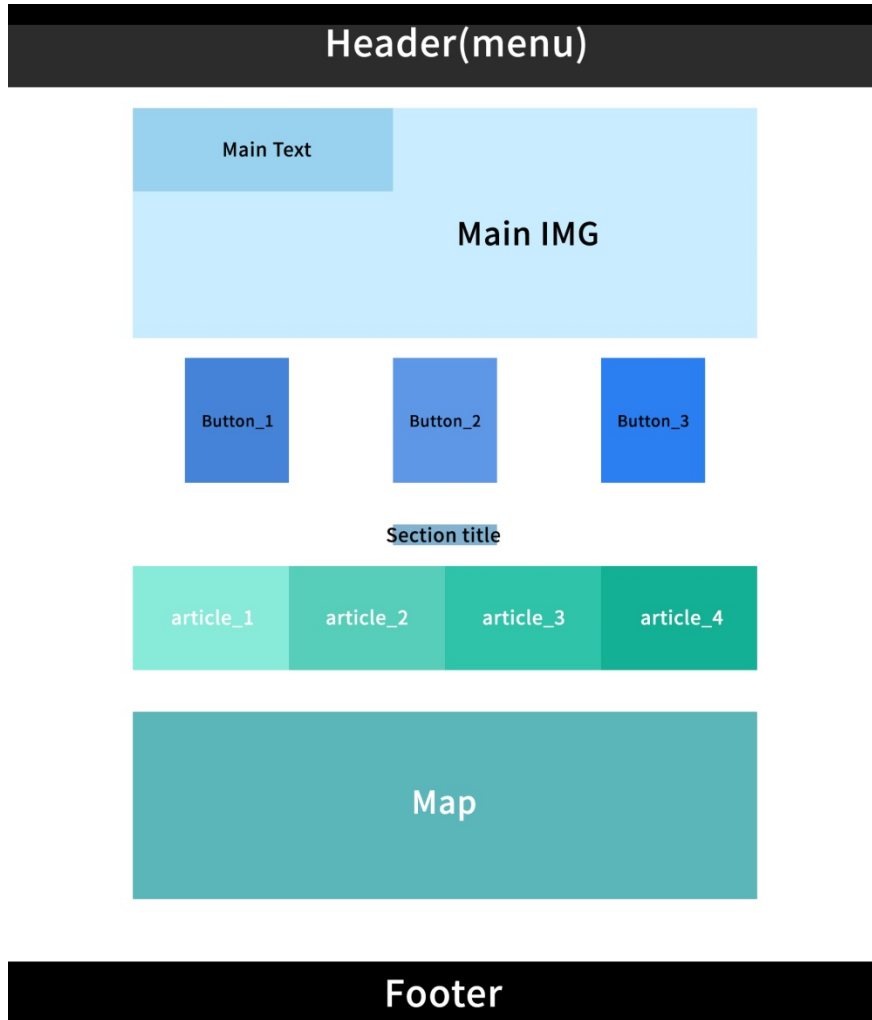 Header(menu)
Main Text
Main IMG
Button_1
Button_2
Button_3
Section title
article_1
article_2
article_3
article_4
Map
Footer